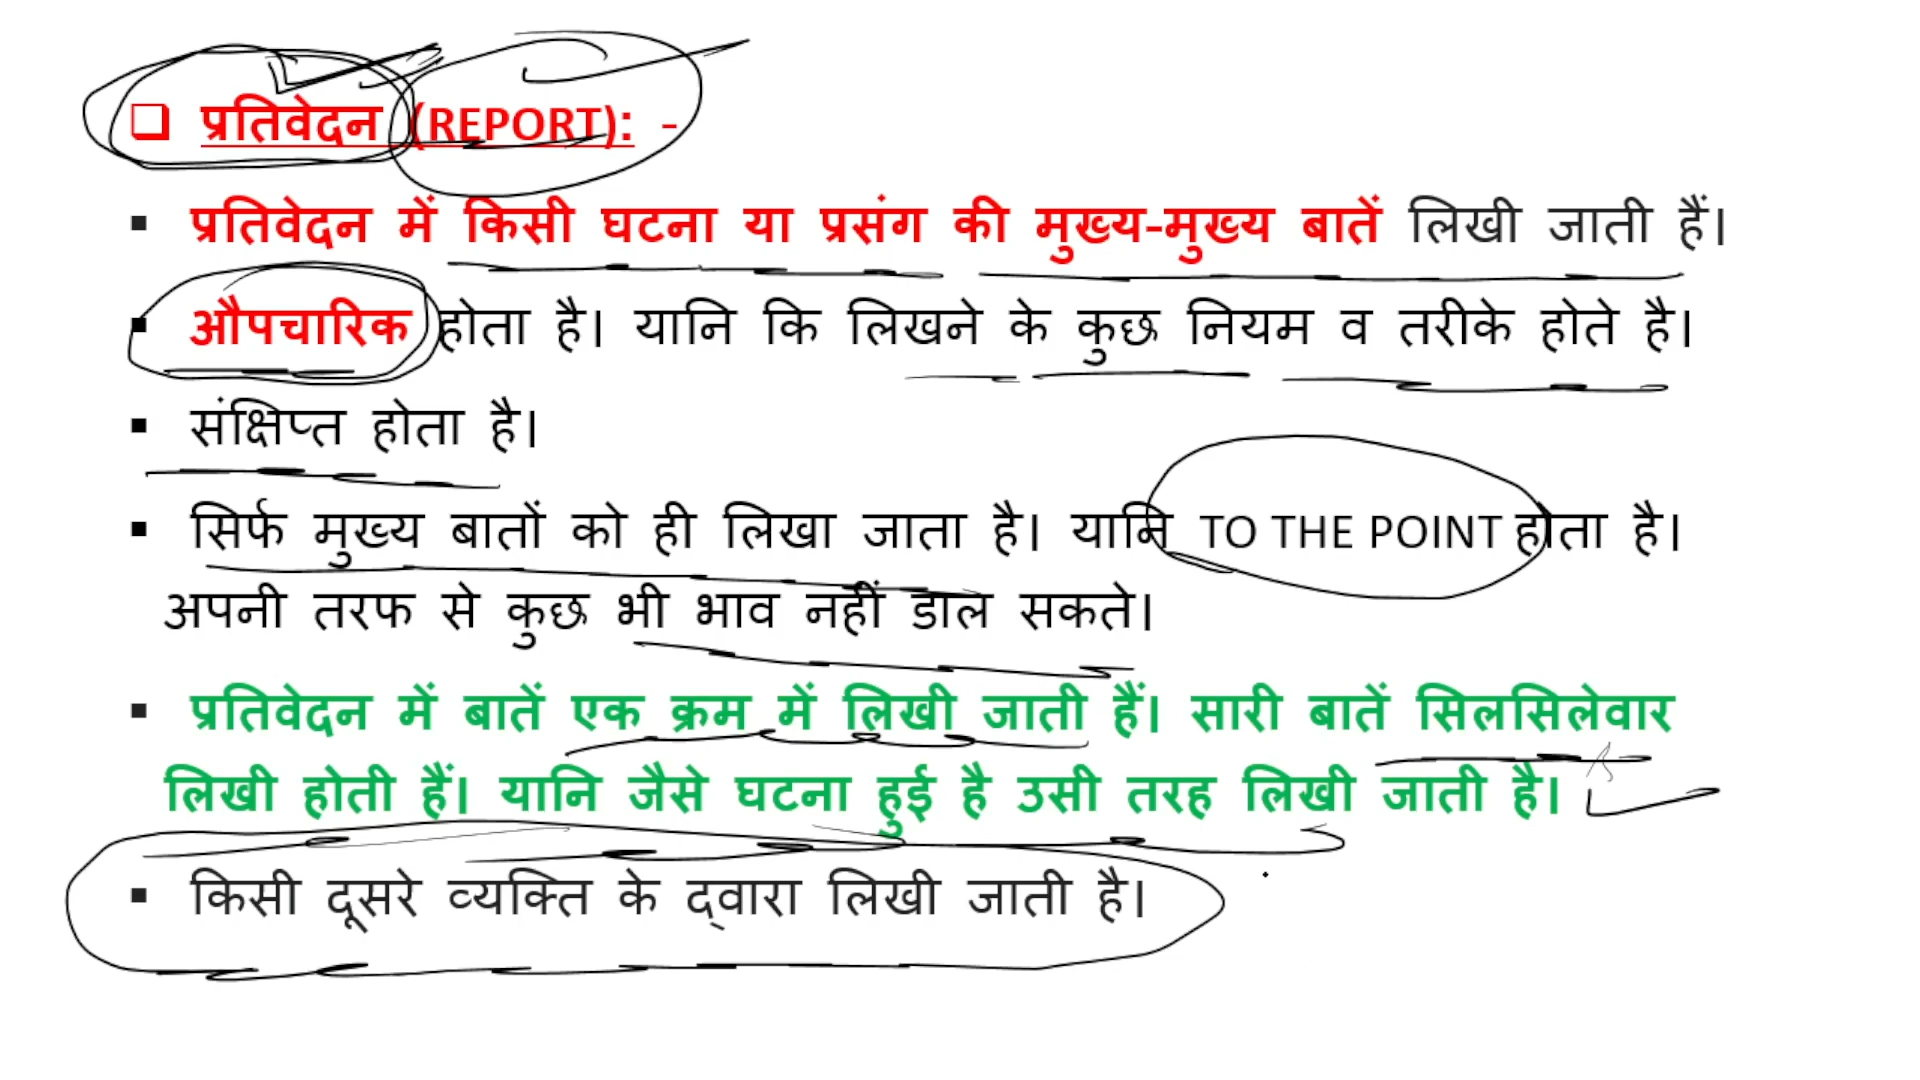 ❑ प्रतिवेदन (REPORT): -
▪ प्रतिवेदन में किसी घटना या प्रसंग की मुख्य-मुख्य बातें लिखी जाती हैं।
▪ औपचारिक होता है। यानि कि लिखने के कुछ नियम व तरीके होते है।
▪ संक्षिप्त होता है।
▪ सिर्फ मुख्य बातों को ही लिखा जाता है। यानि TO THE POINT होता है।
अपनी तरफ से कुछ भी भाव नहीं डाल सकते।
▪ प्रतिवेदन में बातें एक क्रम में लिखी जाती हैं। सारी बातें सिलसिलेवार
लिखी होती हैं। यानि जैसे घटना हुई है उसी तरह लिखी जाती है।
▪ किसी दूसरे व्यक्ति के द्वारा लिखी जाती है।